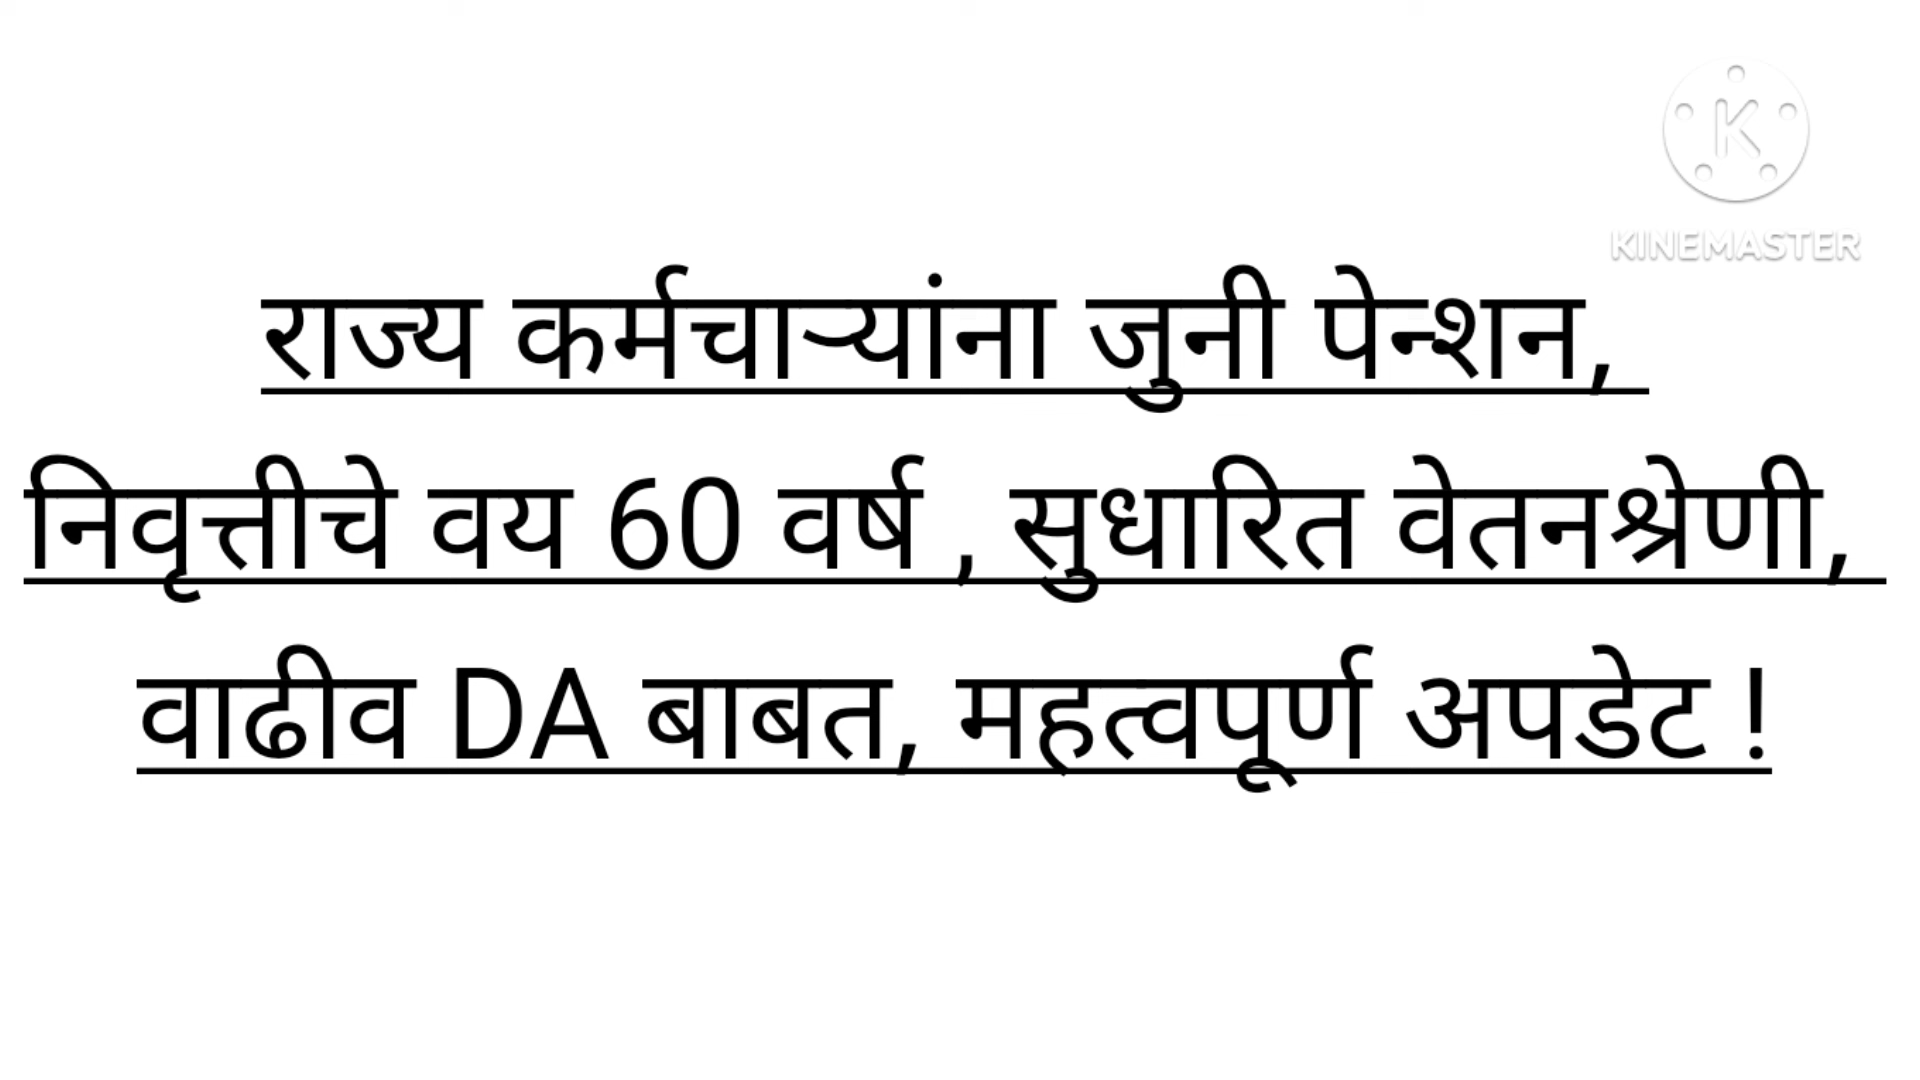 K
KINEMASTER
राज्य कर्मचाऱ्यांना जुनी पेन्शन,
निवृत्तीचे वय 60 वर्ष , सुधारित वेतनश्रेणी,
वाढीव DA बाबत, महत्वपूर्ण अपडेट !